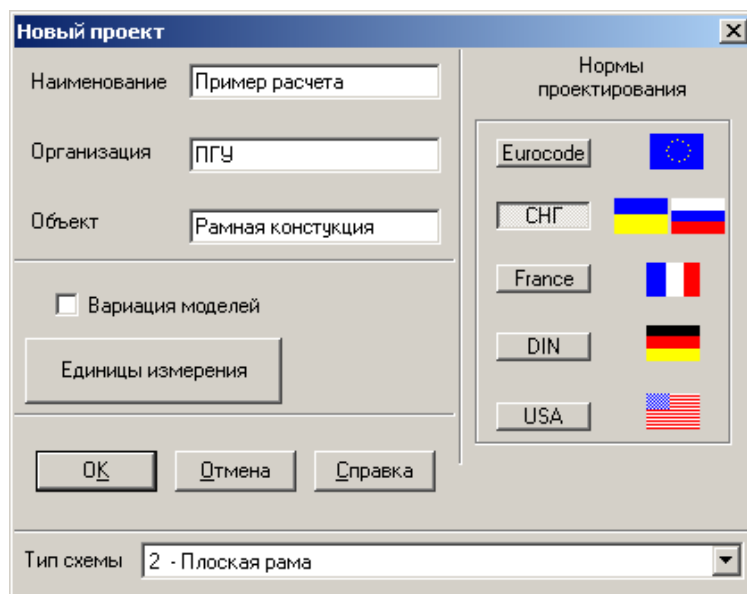 Новый проект
Наименование Пример расчета
Организация ПГУ
Объект Рамная констукция
Вариация моделей
Единицы измерения
OK Отмена Справка
Нормы
проектирования
Eurocode
СНГ
France
DIN
USA
Тип схемы 2 - Плоская рама